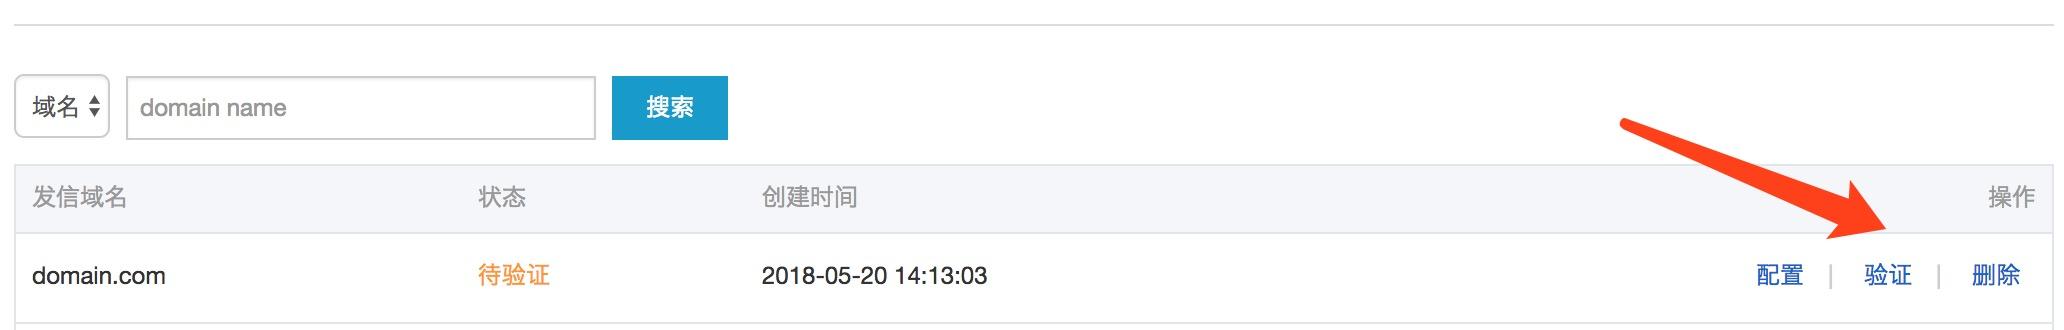 域名 domain name 搜索
发信域名 状态 创建时间 操作
domain.com 待验证 2018-05-20 14:13:03 配置 | 验证 | 删除